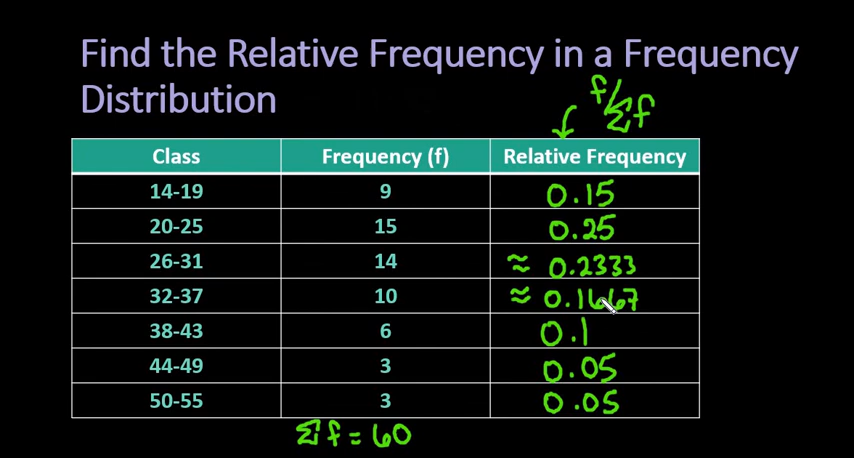 Find the Relative Frequency in a Frequency
Distribution
f/Σf
Class Frequency (f) Relative Frequency
14-19 9 0.15
20-25 15 0.25
26-31 14 ≈ 0.2333
32-37 10 ≈ 0.1667
38-43 6 0.1
44-49 3 0.05
50-55 3 0.05
Σf = 60